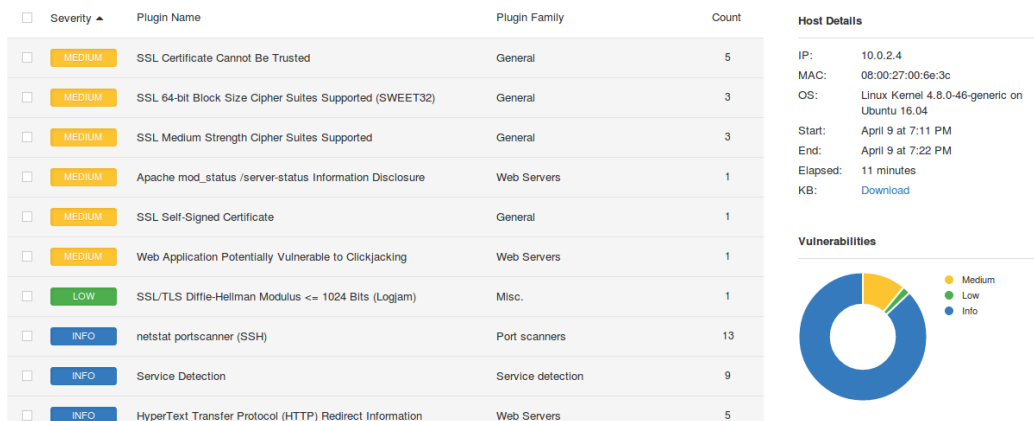 Severity Plugin Name Plugin Family Count
MEDIUM SSL Certificate Cannot Be Trusted General 5
MEDIUM SSL 64-bit Block Size Cipher Suites Supported (SWEET32) General 3
MEDIUM SSL Medium Strength Cipher Suites Supported General 3
MEDIUM Apache mod_status /server-status Information Disclosure Web Servers 1
MEDIUM SSL Self-Signed Certificate General 1
MEDIUM Web Application Potentially Vulnerable to Clickjacking Web Servers 1
LOW SSL/TLS Diffie-Hellman Modulus <= 1024 Bits (Logjam) Misc. 1
INFO netstat portscanner (SSH) Port scanners 13
INFO Service Detection Service detection 9
INFO HyperText Transfer Protocol (HTTP) Redirect Information Web Servers 5
Host Details
IP: 10.0.2.4
MAC: 08:00:27:00:6e:3c
OS: Linux Kernel 4.8.0-46-generic on
Ubuntu 16.04
Start: April 9 at 7:11 PM
End: April 9 at 7:22 PM
Elapsed: 11 minutes
KB: Download
Vulnerabilities
Medium
Low
Info